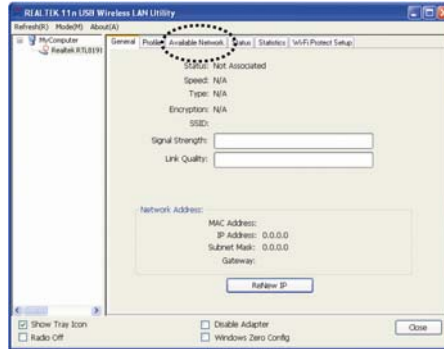 REALTEK 11n USB Wireless LAN Utility
Refresh(R) Mode(M) About(A)
MyComputer
Realtek RTL8191
General Profile Available Network Status Statistics Wi-Fi Protect Setup
Status: Not Associated
Speed: N/A
Type: N/A
Encryption: N/A
SSID:
Signal Strength:
Link Quality:
Network Address:
MAC Address:
IP Address: 0.0.0.0
Subnet Mask: 0.0.0.0
Gateway:
ReNew IP
Show Tray Icon
Radio Off
Disable Adapter
Windows Zero Config
Close